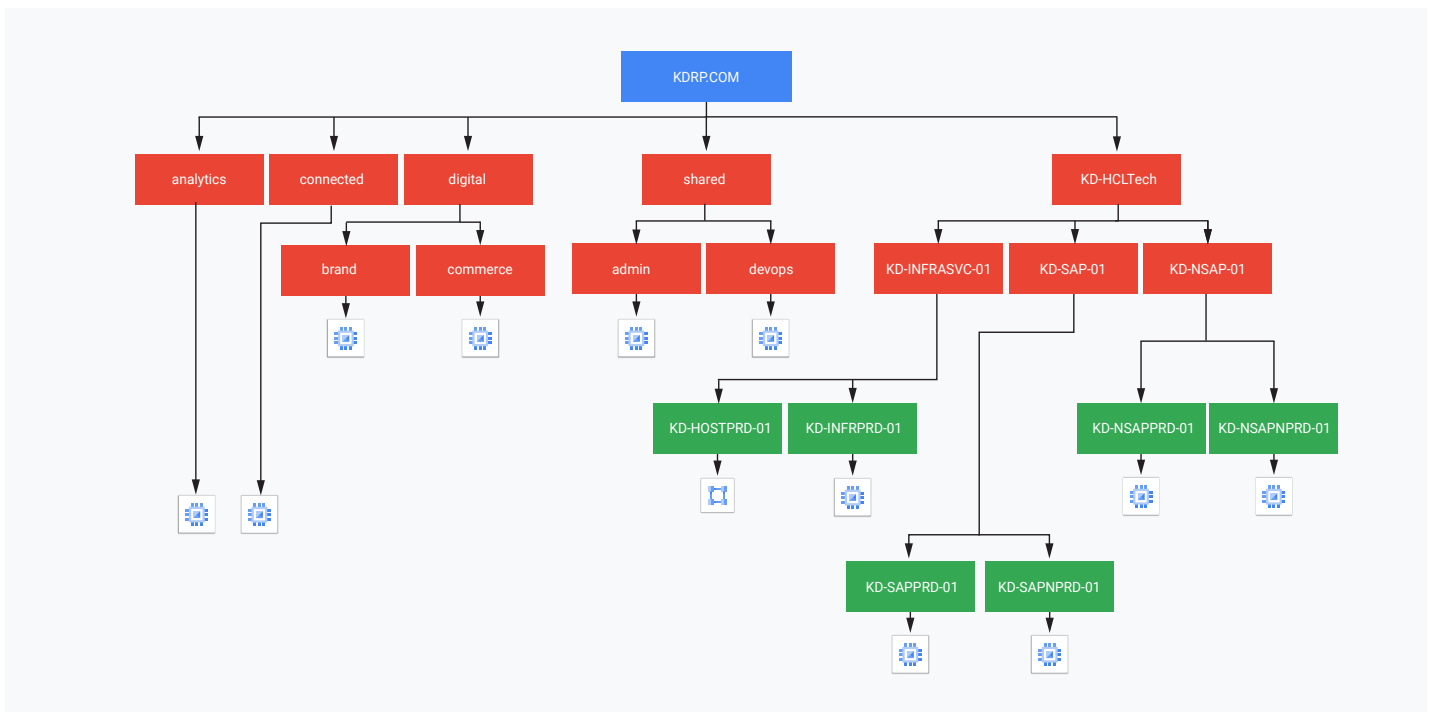 KDRP.COM
analytics
connected
digital
shared
KD-HCLTech
brand
commerce
admin
devops
KD-INFRASVC-01
KD-SAP-01
KD-NSAP-01
KD-HOSTPRD-01
KD-INFRPRD-01
KD-NSAPPRD-01
KD-NSAPNPRD-01
KD-SAPPRD-01
KD-SAPNPRD-01